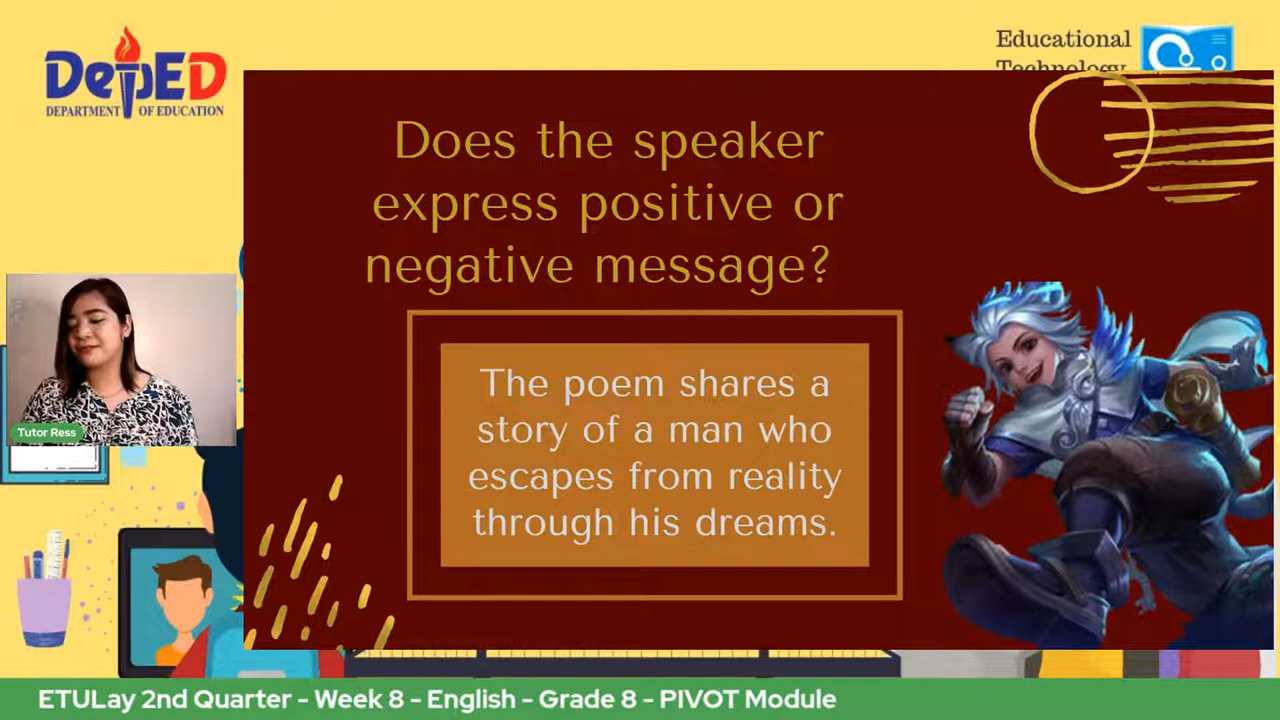 DepED
DEPARTMENT OF EDUCATION
Educational
Technology
Does the speaker
express positive or
negative message?
The poem shares a
story of a man who
escapes from reality
through his dreams.
Tutor Ress
ETULay 2nd Quarter - Week 8 - English - Grade 8 - PIVOT Module